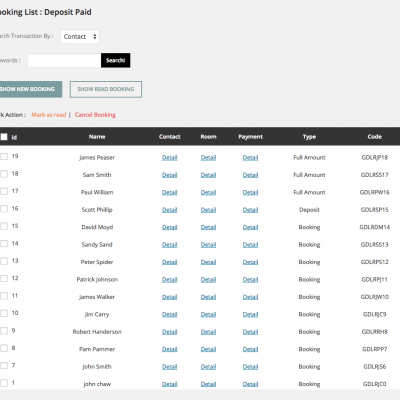 ooking List : Deposit Paid
arch Transaction By : Contact
ywords : Search!
SHOW NEW BOOKING SHOW READ BOOKING
k Action : Mark as read | Cancel Booking
Id Name Contact Room Payment Type Code
19 James Peaser Detail Detail Detail Full Amount GDLRJP18
18 Sam Smith Detail Detail Detail Full Amount GDLRSS17
17 Paul William Detail Detail Detail Full Amount GDLRPW16
16 Scott Phillip Detail Detail Detail Deposit GDLRSP15
15 David Moyd Detail Detail Detail Booking GDLRDM14
14 Sandy Sand Detail Detail Detail Booking GDLRSS13
13 Peter Spider Detail Detail Detail Booking GDLRPS12
12 Patrick Johnson Detail Detail Detail Booking GDLRPJ11
11 James Walker Detail Detail Detail Booking GDLRJW10
10 Jim Carry Detail Detail Detail Booking GDLRJC9
9 Robert Handerson Detail Detail Detail Booking GDLRRH8
8 Pam Pammer Detail Detail Detail Booking GDLRPP7
7 John Smith Detail Detail Detail Booking GDLRJS6
1 john chaw Detail Detail Detail Booking GDLRJC0